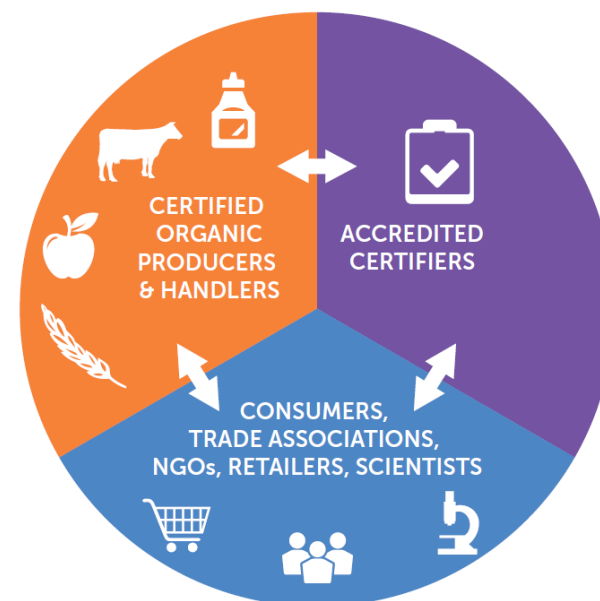 CERTIFIED
ORGANIC
PRODUCERS
& HANDLERS
ACCREDITED
CERTIFIERS
CONSUMERS,
TRADE ASSOCIATIONS,
NGOs, RETAILERS, SCIENTISTS